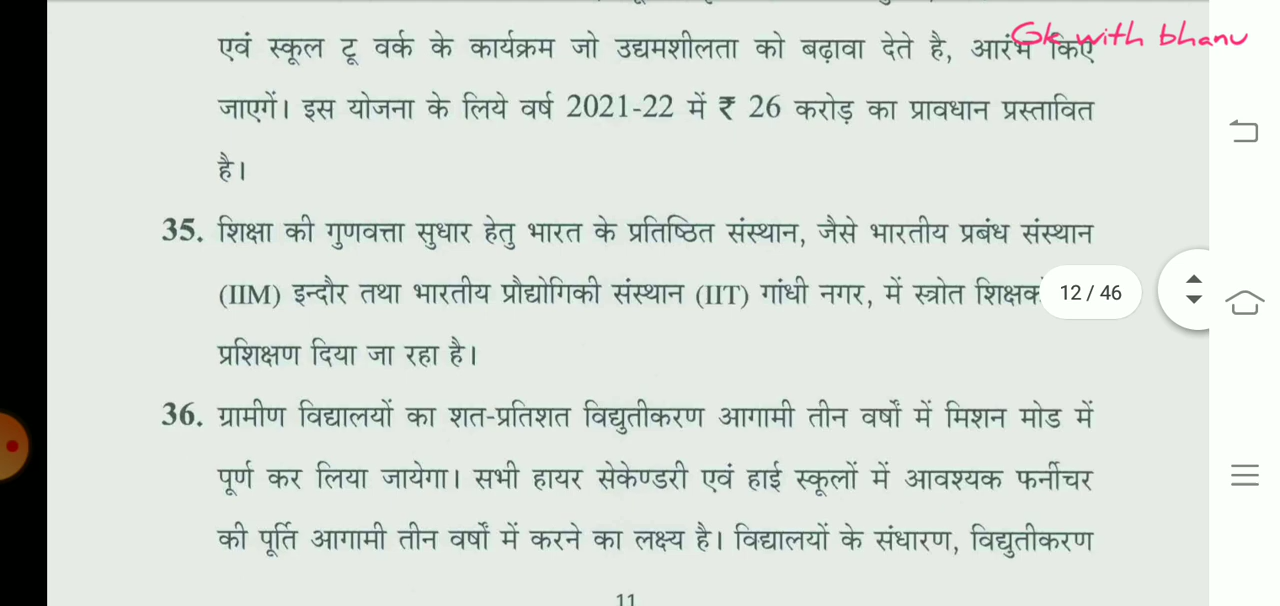 Gk with bhanu
एवं स्कूल टू वर्क के कार्यक्रम जो उद्यमशीलता को बढ़ावा देते है, आरंभ किए
जाएगें। इस योजना के लिये वर्ष 2021-22 में ₹ 26 करोड़ का प्रावधान प्रस्तावित
है।
35. शिक्षा की गुणवत्ता सुधार हेतु भारत के प्रतिष्ठित संस्थान, जैसे भारतीय प्रबंध संस्थान
(IIM) इन्दौर तथा भारतीय प्रौद्योगिकी संस्थान (IIT) गांधी नगर, में स्त्रोत
12 / 46
प्रशिक्षण दिया जा रहा है।
36. ग्रामीण विद्यालयों का शत-प्रतिशत विद्युतीकरण आगामी तीन वर्षों में मिशन मोड में
पूर्ण कर लिया जायेगा। सभी हायर सेकेण्डरी एवं हाई स्कूलों में आवश्यक फर्नीचर
की पूर्ति आगामी तीन वर्षों में करने का लक्ष्य है। विद्यालयों के संधारण, विद्युतीकरण
11